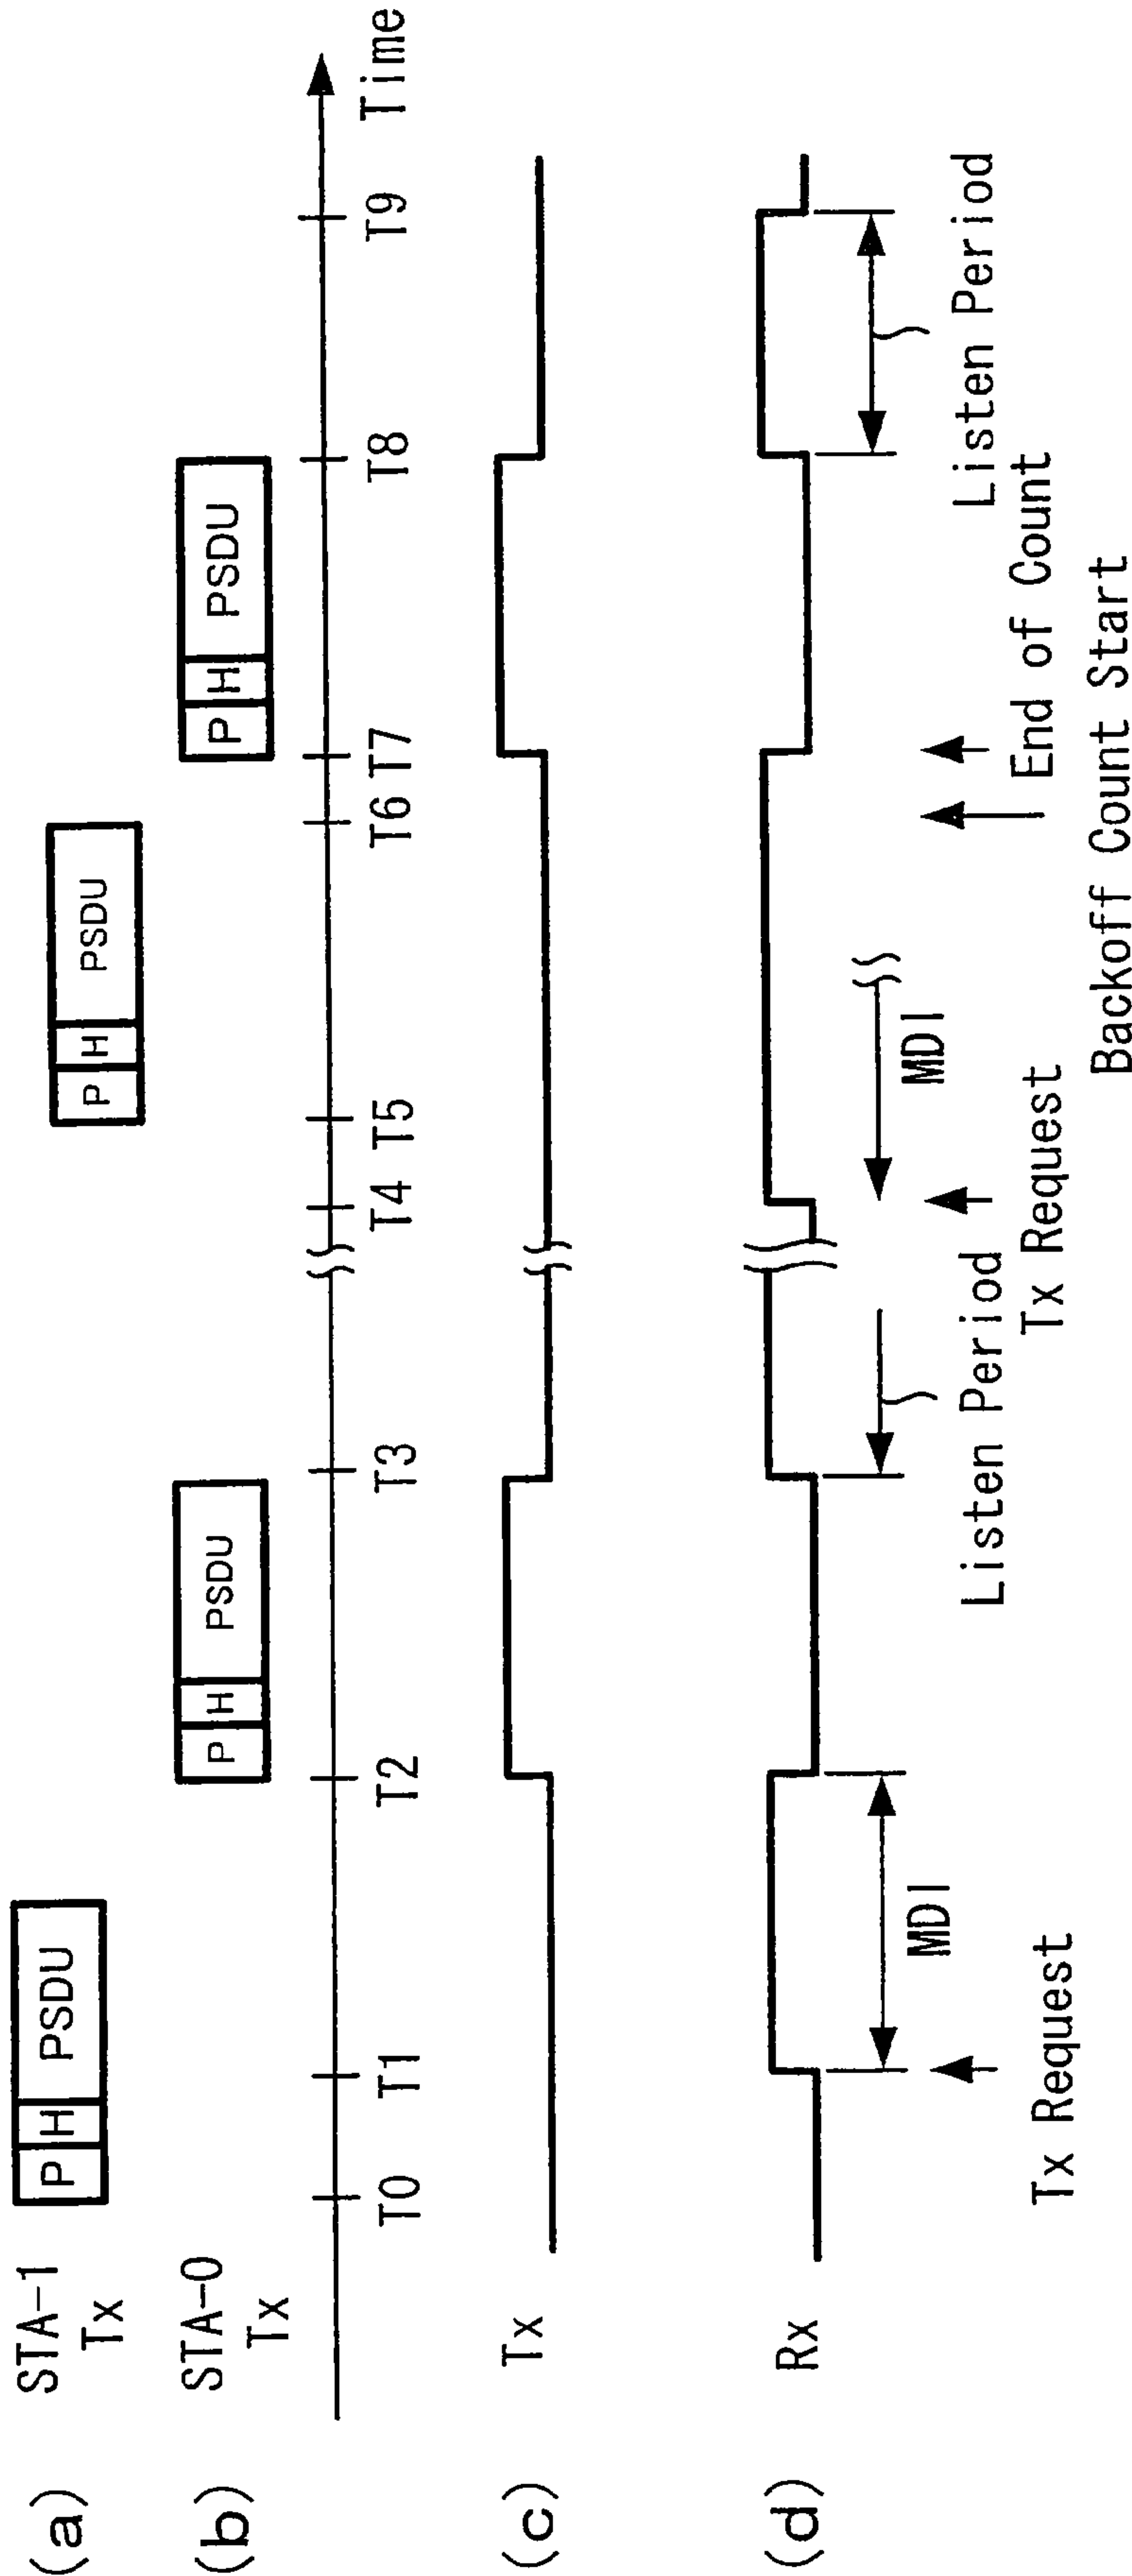 (a) STA-1
Tx
P H PSDU
P H PSDU
(b) STA-0
Tx
P H PSDU
P H PSDU
T0 T1 T2 T3 T4 T5 T6 T7 T8 T9 Time
(c) Tx
(d) Rx
MDI
MDI
Listen Period
Listen Period
Tx Request
Tx Request
End of Count
Backoff Count Start